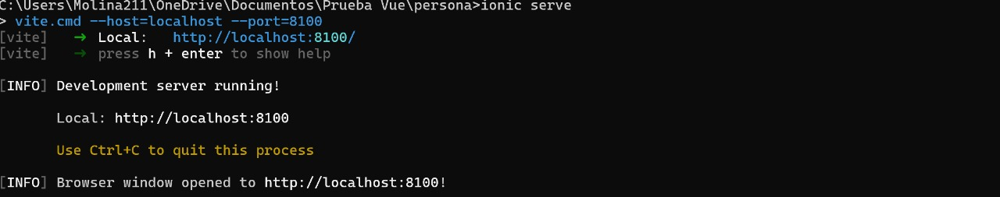 C:\Users\Molina211\OneDrive\Documentos\Prueba Vue\persona>ionic serve
> vite.cmd --host=localhost --port=8100
[vite]   ➜  Local:   http://localhost:8100/
[vite]   ➜  press h + enter to show help
[INFO] Development server running!
Local: http://localhost:8100
Use Ctrl+C to quit this process
[INFO] Browser window opened to http://localhost:8100!